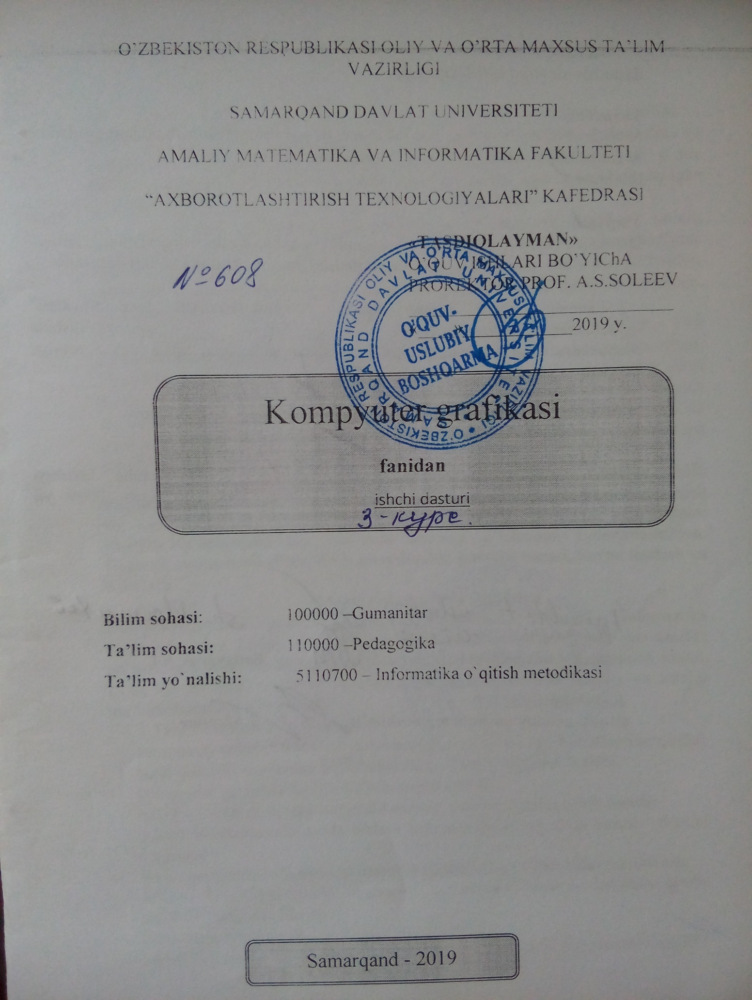 O’ZBEKISTON RESPUBLIKASI OLIY VA O’RTA MAXSUS TA’LIM
VAZIRLIGI
SAMARQAND DAVLAT UNIVERSITETI
AMALIY MATEMATIKA VA INFORMATIKA FAKULTETI
“AXBOROTLASHTIRISH TEXNOLOGIYALARI” KAFEDRASI
«TASDIQLAYMAN»
O’QUV ISHLARI BO’YIChA
№ 608
PROREKTOR PROF. A.S.SOLEEV
2019 y.
O'ZBEKISTON RESPUBLIKASI OLIY VA O'RTA MAXSUS TA'LIM VAZIRLIGI
SAMARQAND DAVLAT UNIVERSITETI
O'QUV-
USLUBIY
BOSHQARMA
Kompyuter grafikasi
fanidan
ishchi dasturi
3-курс.
Bilim sohasi: 100000 –Gumanitar
Ta’lim sohasi: 110000 –Pedagogika
Ta’lim yo`nalishi: 5110700 – Informatika o`qitish metodikasi
Samarqand - 2019